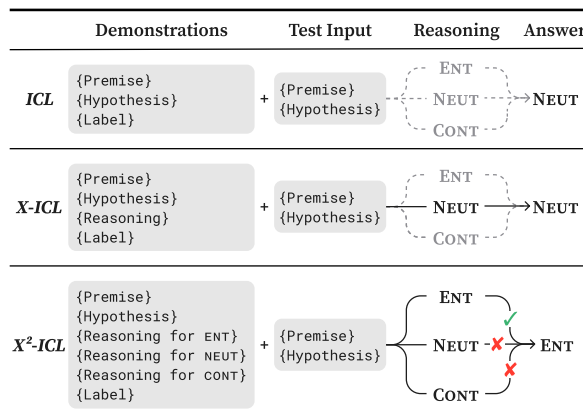 Demonstrations Test Input Reasoning Answer
ICL
{Premise}
{Hypothesis}
{Label}
+
{Premise}
{Hypothesis}
ENT
NEUT
CONT
NEUT
X-ICL
{Premise}
{Hypothesis}
{Reasoning}
{Label}
+
{Premise}
{Hypothesis}
ENT
NEUT
CONT
NEUT
X²-ICL
{Premise}
{Hypothesis}
{Reasoning for ENT}
{Reasoning for NEUT}
{Reasoning for CONT}
{Label}
+
{Premise}
{Hypothesis}
ENT
NEUT
CONT
ENT